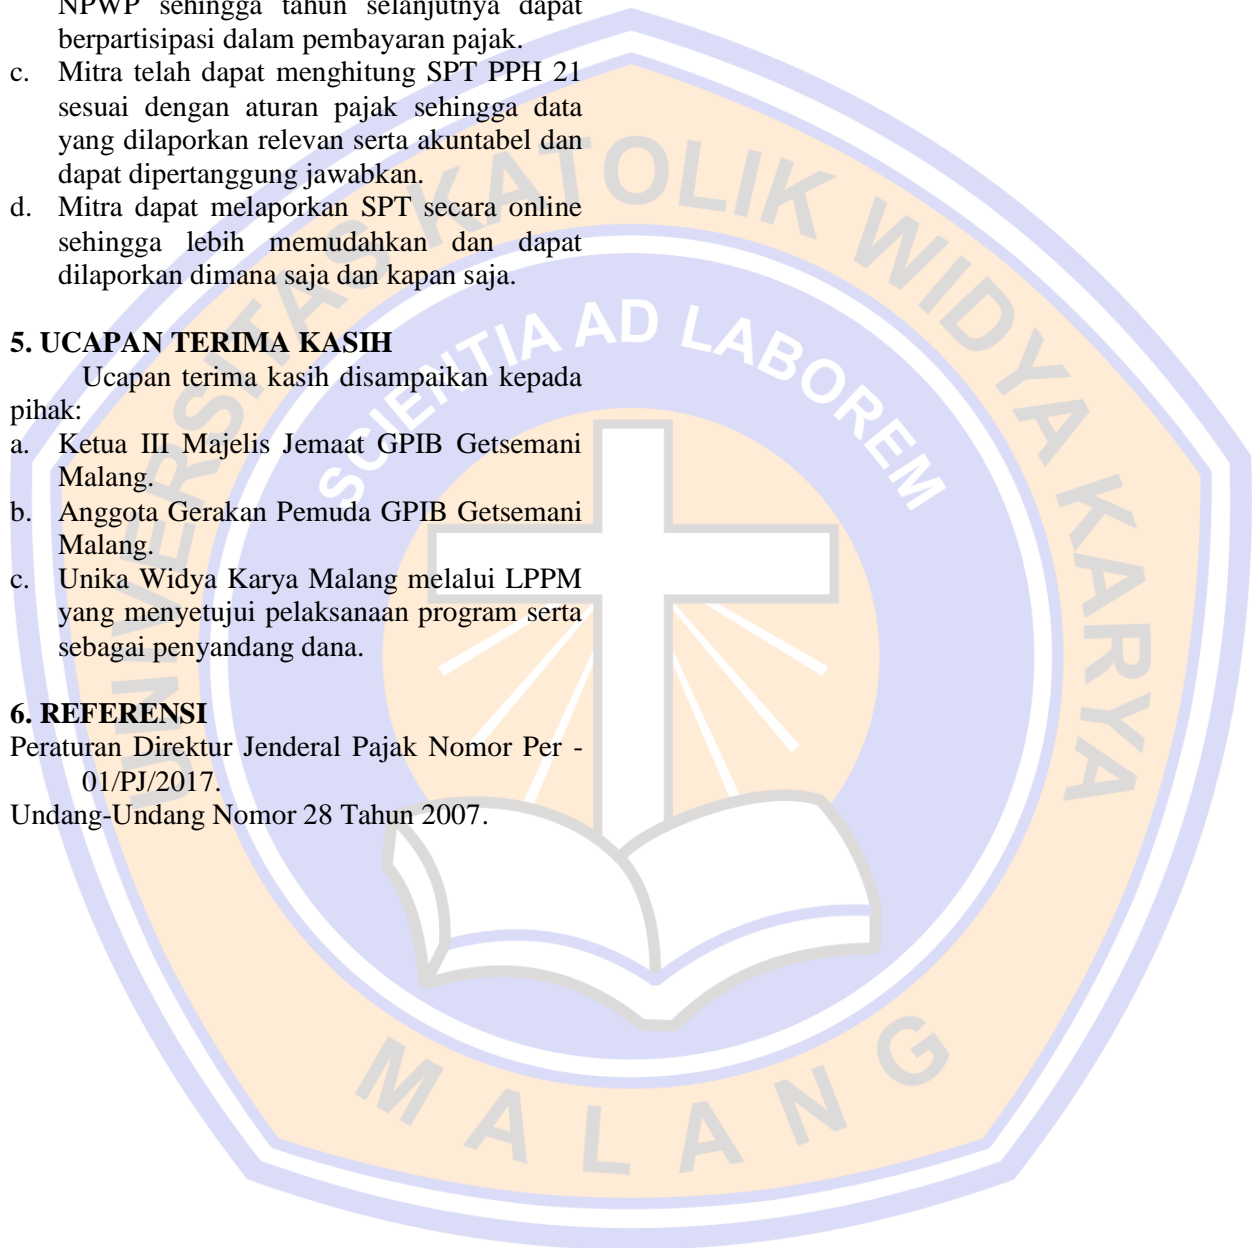 NPWP sehingga tahun selanjutnya dapat
berpartisipasi dalam pembayaran pajak.
c. Mitra telah dapat menghitung SPT PPH 21
sesuai dengan aturan pajak sehingga data
yang dilaporkan relevan serta akuntabel dan
dapat dipertanggung jawabkan.
d. Mitra dapat melaporkan SPT secara online
sehingga lebih memudahkan dan dapat
dilaporkan dimana saja dan kapan saja.
5. UCAPAN TERIMA KASIH
Ucapan terima kasih disampaikan kepada
pihak:
a. Ketua III Majelis Jemaat GPIB Getsemani
Malang.
b. Anggota Gerakan Pemuda GPIB Getsemani
Malang.
c. Unika Widya Karya Malang melalui LPPM
yang menyetujui pelaksanaan program serta
sebagai penyandang dana.
6. REFERENSI
Peraturan Direktur Jenderal Pajak Nomor Per -
01/PJ/2017.
Undang-Undang Nomor 28 Tahun 2007.
UNIVERSITAS KATOLIK WIDYA KARYA
SCIENTIA AD LABOREM
MALANG